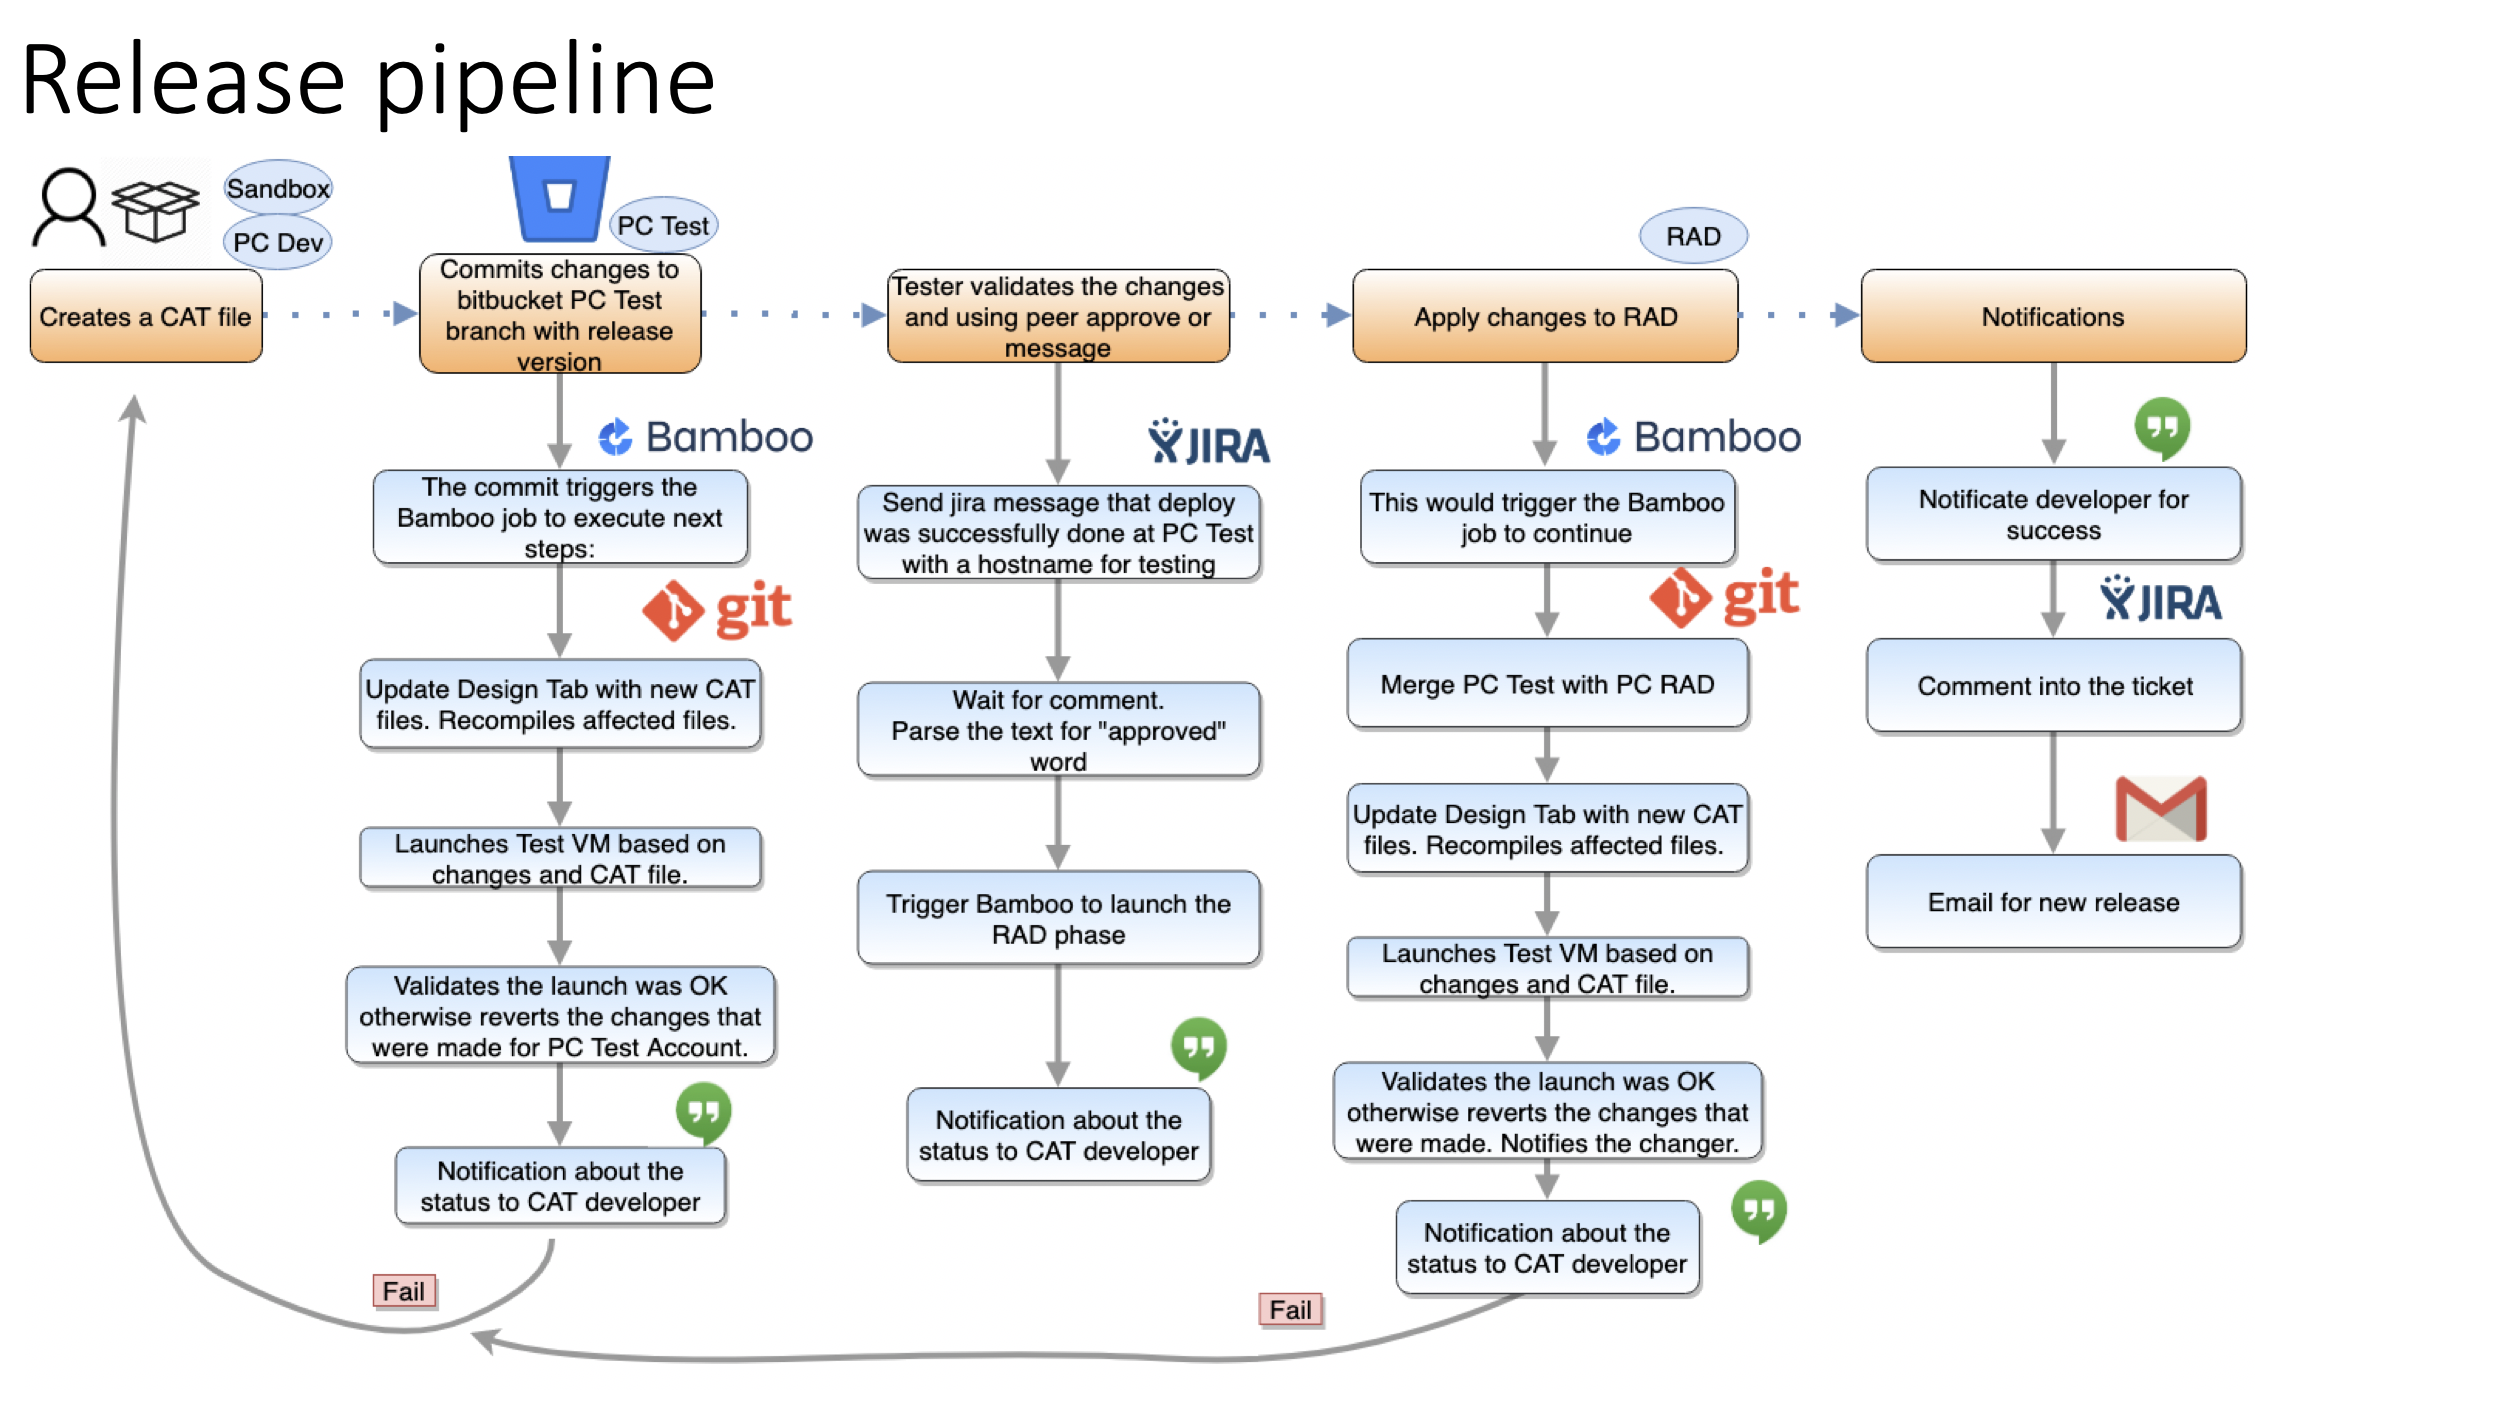 Release pipeline
Sandbox
PC Dev
Creates a CAT file
PC Test
Commits changes to
bitbucket PC Test
branch with release
version
Bamboo
The commit triggers the
Bamboo job to execute next
steps:
git
Update Design Tab with new CAT
files. Recompiles affected files.
Launches Test VM based on
changes and CAT file.
Validates the launch was OK
otherwise reverts the changes that
were made for PC Test Account.
Notification about the
status to CAT developer
Fail
Tester validates the changes
and using peer approve or
message
JIRA
Send jira message that deploy
was successfully done at PC Test
with a hostname for testing
Wait for comment.
Parse the text for "approved"
word
Trigger Bamboo to launch the
RAD phase
Notification about the
status to CAT developer
RAD
Apply changes to RAD
Bamboo
This would trigger the Bamboo
job to continue
git
Merge PC Test with PC RAD
Update Design Tab with new CAT
files. Recompiles affected files.
Launches Test VM based on
changes and CAT file.
Validates the launch was OK
otherwise reverts the changes that
were made. Notifies the changer.
Notification about the
status to CAT developer
Fail
Notifications
Notificate developer for
success
JIRA
Comment into the ticket
Email for new release